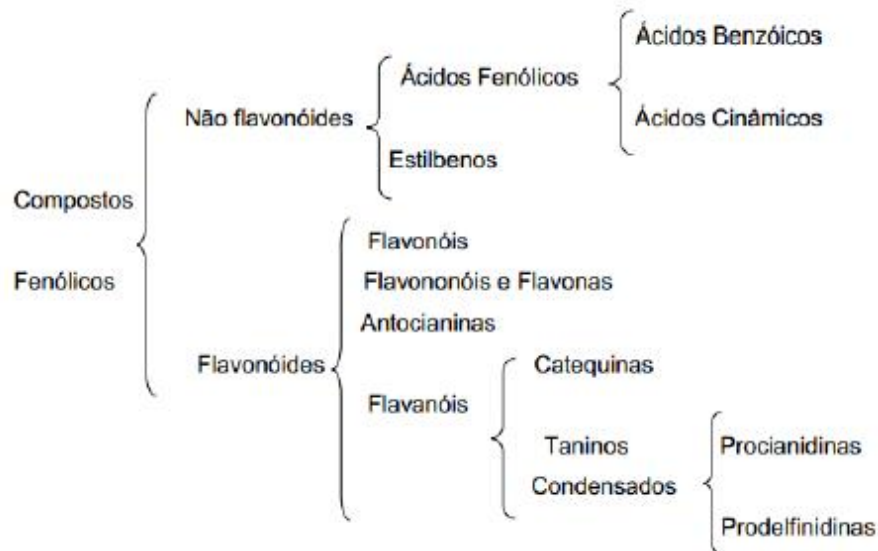 Ácidos Benzóicos
Ácidos Fenólicos
Não flavonóides
Ácidos Cinâmicos
Estilbenos
Compostos
Fenólicos
Flavonóis
Flavononóis e Flavonas
Antocianinas
Flavonóides
Catequinas
Flavanóis
Taninos
Condensados
Procianidinas
Prodelfinidinas